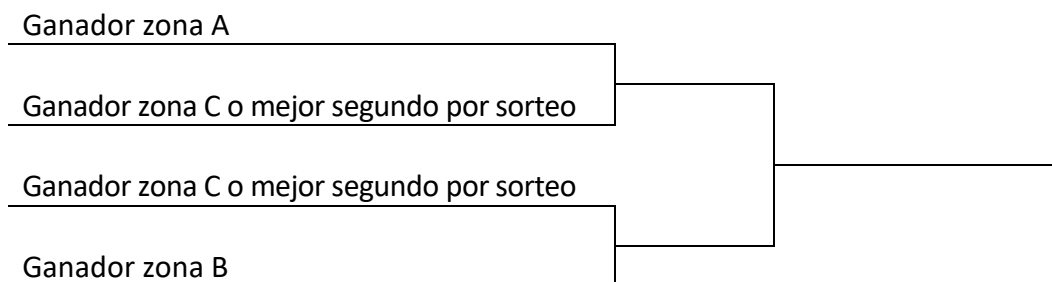 Ganador zona A
Ganador zona C o mejor segundo por sorteo
Ganador zona C o mejor segundo por sorteo
Ganador zona B